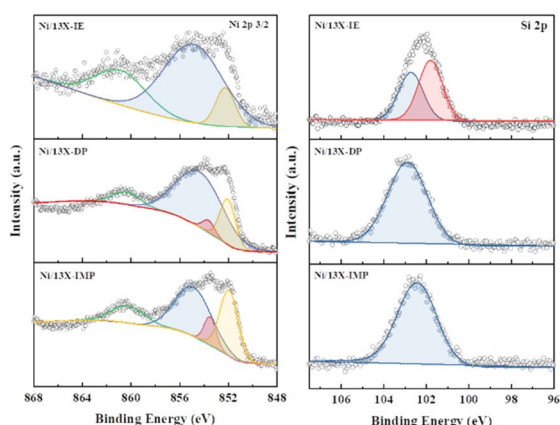 Ni/13X-IE
Ni 2p 3/2
Ni/13X-DP
Ni/13X-IMP
Intensity (a.u.)
868 864 860 856 852 848
Binding Energy (eV)
Ni/13X-IE
Si 2p
Ni/13X-DP
Ni/13X-IMP
Intensity (a.u.)
106 104 102 100 98 96
Binding Energy (eV)